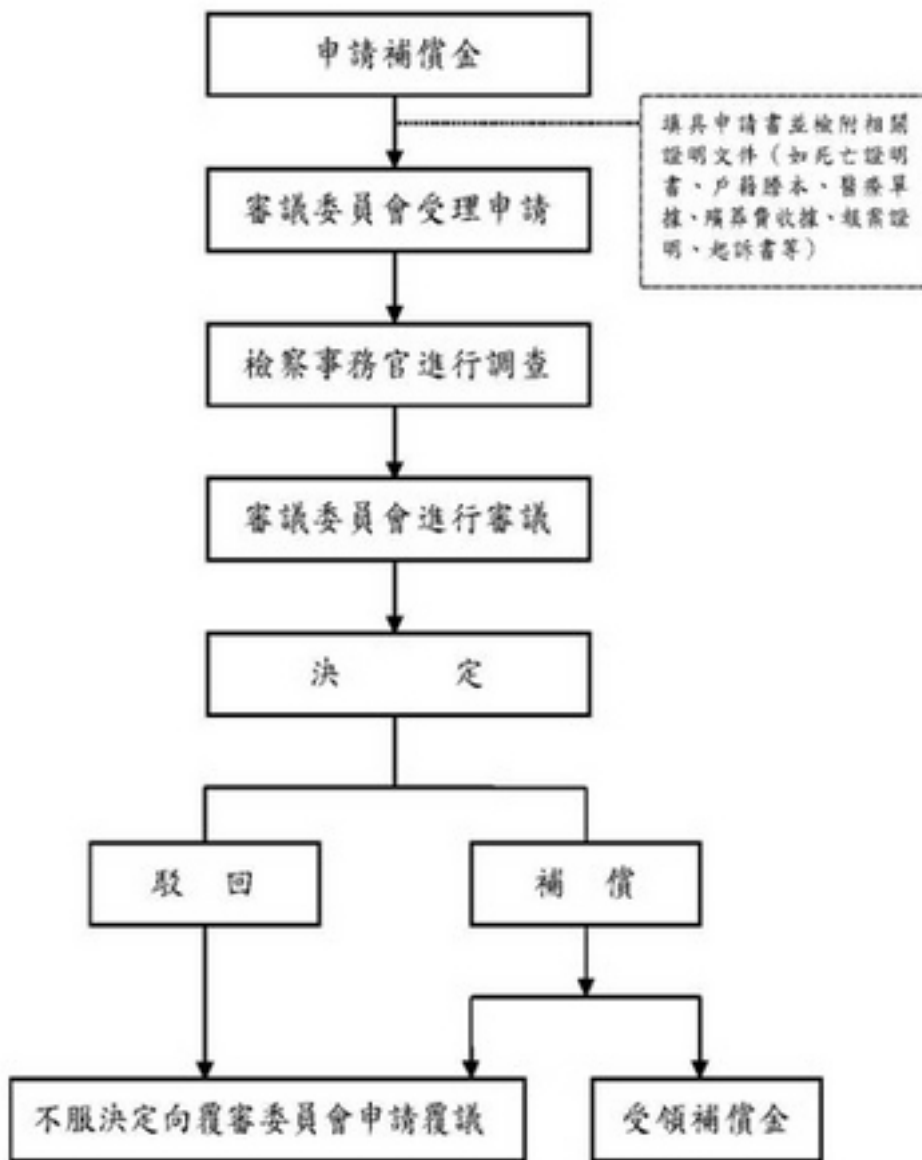 申請補償金
填具申請書並檢附相關
證明文件（如死亡證明
書、戶籍謄本、醫療單
據、殯葬費收據、報案證
明、起訴書等）
審議委員會受理申請
檢察事務官進行調查
審議委員會進行審議
決定
駁回
補償
不服決定向覆審委員會申請覆議
受領補償金